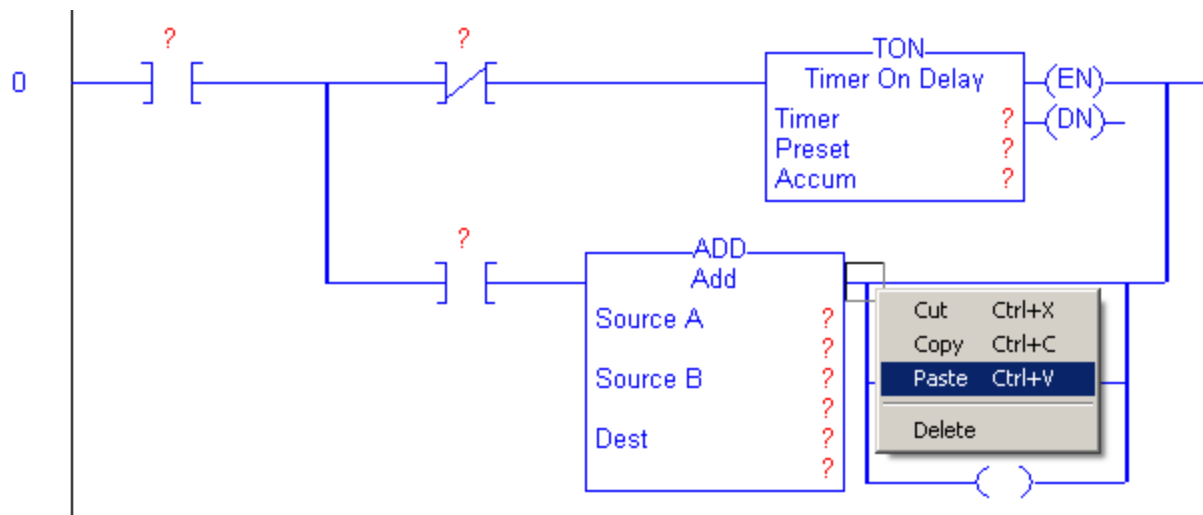 ?
?
0
TON
Timer On Delay
(EN)
Timer ?
(DN)
Preset ?
Accum ?
?
ADD
Add
Source A ?
?
Source B ?
?
Dest ?
?
Cut Ctrl+X
Copy Ctrl+C
Paste Ctrl+V
Delete